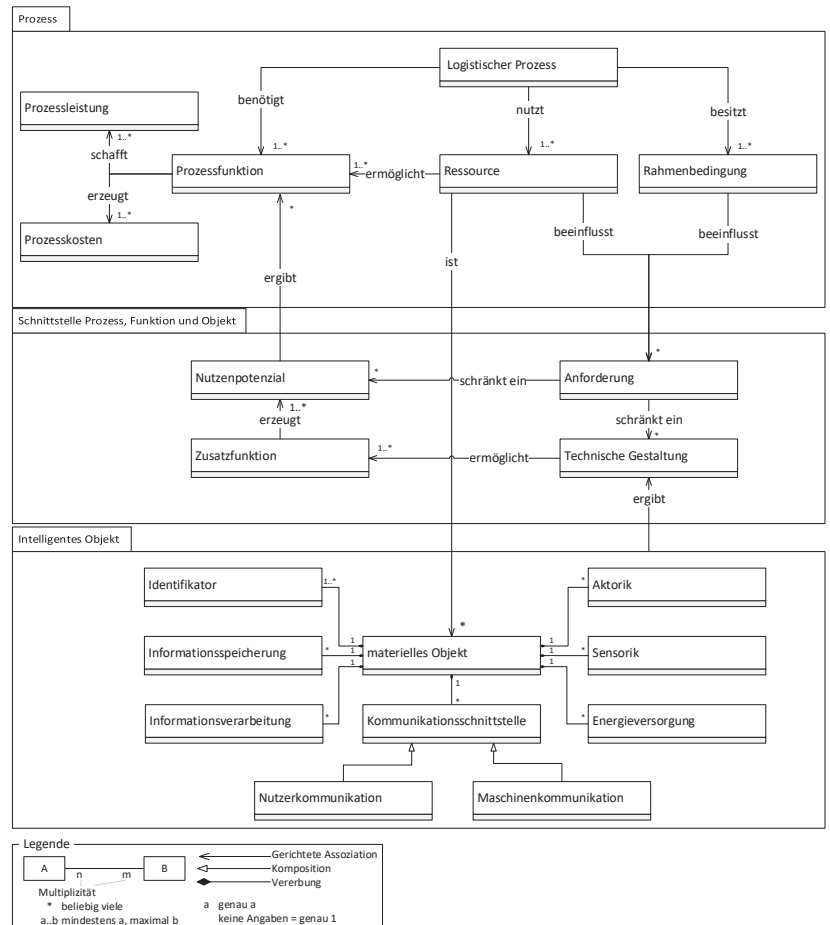 Prozess
Logistischer Prozess
benötigt
nutzt
besitzt
Prozessleistung
1..*
schafft
1..*
1..*
1..*
Prozessfunktion
1..*
ermöglicht
Ressource
Rahmenbedingung
erzeugt
1..*
*
Prozesskosten
beeinflusst
beeinflusst
ist
ergibt
Schnittstelle Prozess, Funktion und Objekt
*
Nutzenpotenzial
*
schränkt ein
Anforderung
1..*
erzeugt
schränkt ein
*
Zusatzfunktion
1..*
ermöglicht
Technische Gestaltung
ergibt
Intelligentes Objekt
Identifikator
1..*
*
Aktorik
*
1
1
Informationsspeicherung
*
1
materielles Objekt
1
*
Sensorik
1
1
1
*
Informationsverarbeitung
*
Kommunikationsschnittstelle
*
Energieversorgung
Nutzerkommunikation
Maschinenkommunikation
Legende
A
n
m
B
Gerichtete Assoziation
Komposition
Vererbung
Multiplizität
* beliebig viele
a genau a
a..b mindestens a, maximal b
keine Angaben = genau 1